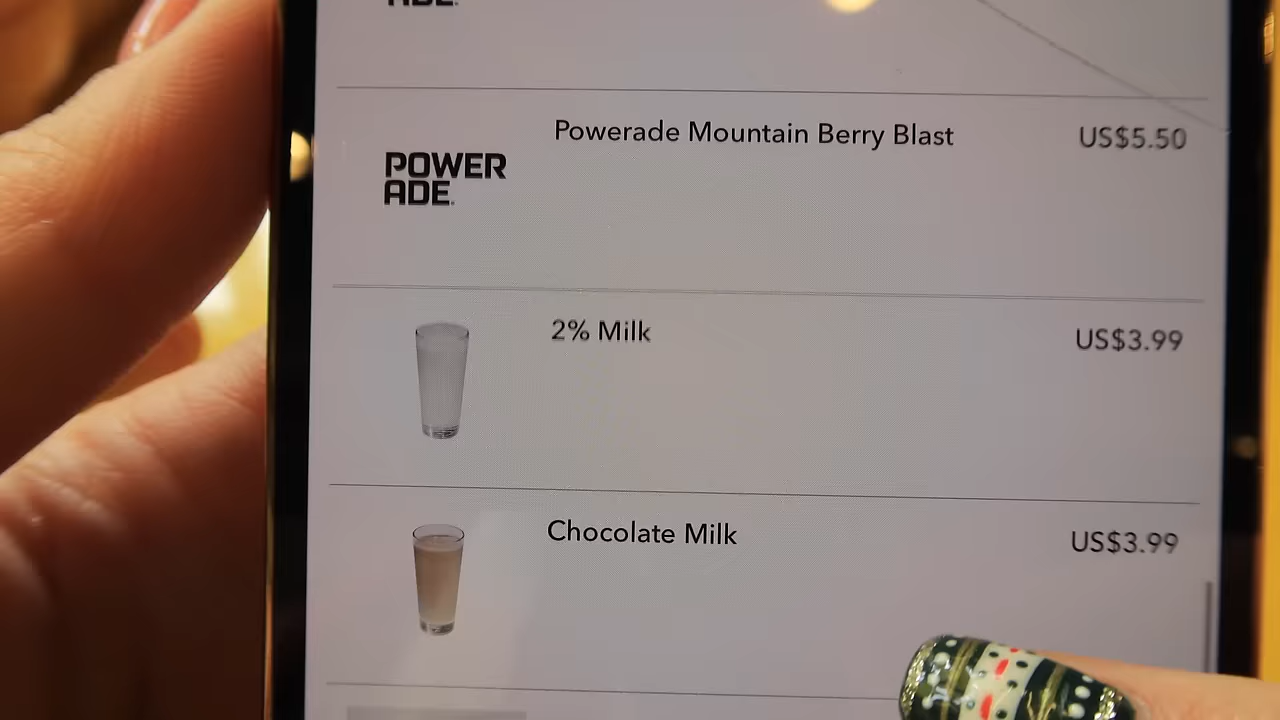 ADE.
Powerade Mountain Berry Blast US$5.50
POWER
ADE.
2% Milk US$3.99
Chocolate Milk US$3.99